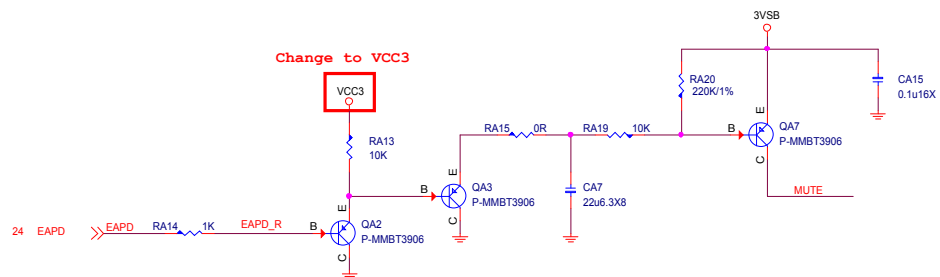 3VSB
Change to VCC3
VCC3
RA20
220K/1%
CA15
0.1u16X
E
RA13
10K
RA15 0R RA19 10K
B
QA7
P-MMBT3906
C
E
B
QA3
P-MMBT3906
C
CA7
22u6.3X8
MUTE
24 EAPD EAPD RA14 1K EAPD_R
E
B
QA2
P-MMBT3906
C